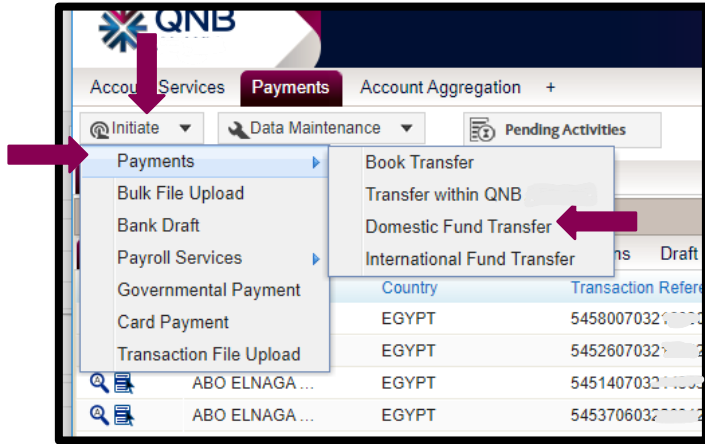 QNB
Account Services Payments Account Aggregation +
Initiate Data Maintenance Pending Activities
Payments
Bulk File Upload
Bank Draft
Payroll Services
Governmental Payment
Card Payment
Transaction File Upload
Book Transfer
Transfer within QNB
Domestic Fund Transfer
International Fund Transfer
ns Draft
Country Transaction Refere
EGYPT
EGYPT
ABO ELNAGA ... EGYPT
ABO ELNAGA ... EGYPT